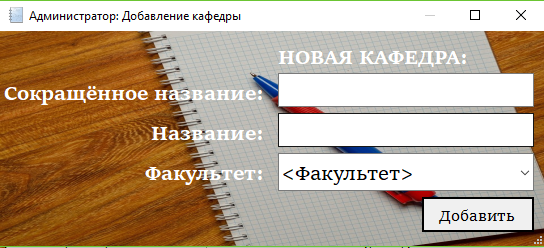 Администратор: Добавление кафедры
НОВАЯ КАФЕДРА:
Сокращённое название:
Название:
Факультет: <Факультет>
Добавить